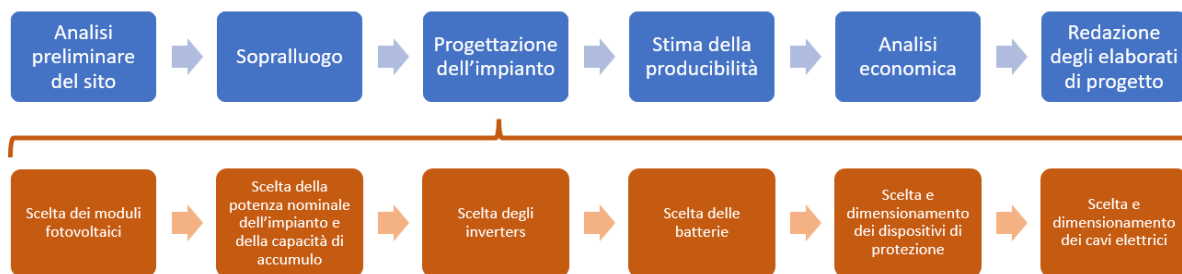 Analisi
preliminare
del sito
Sopralluogo
Progettazione
dell'impianto
Stima della
producibilità
Analisi
economica
Redazione
degli elaborati
di progetto
Scelta dei moduli
fotovoltaici
Scelta della
potenza nominale
dell'impianto e
della capacità di
accumulo
Scelta degli
inverters
Scelta delle
batterie
Scelta e
dimensionamento
dei dispositivi di
protezione
Scelta e
dimensionamento
dei cavi elettrici